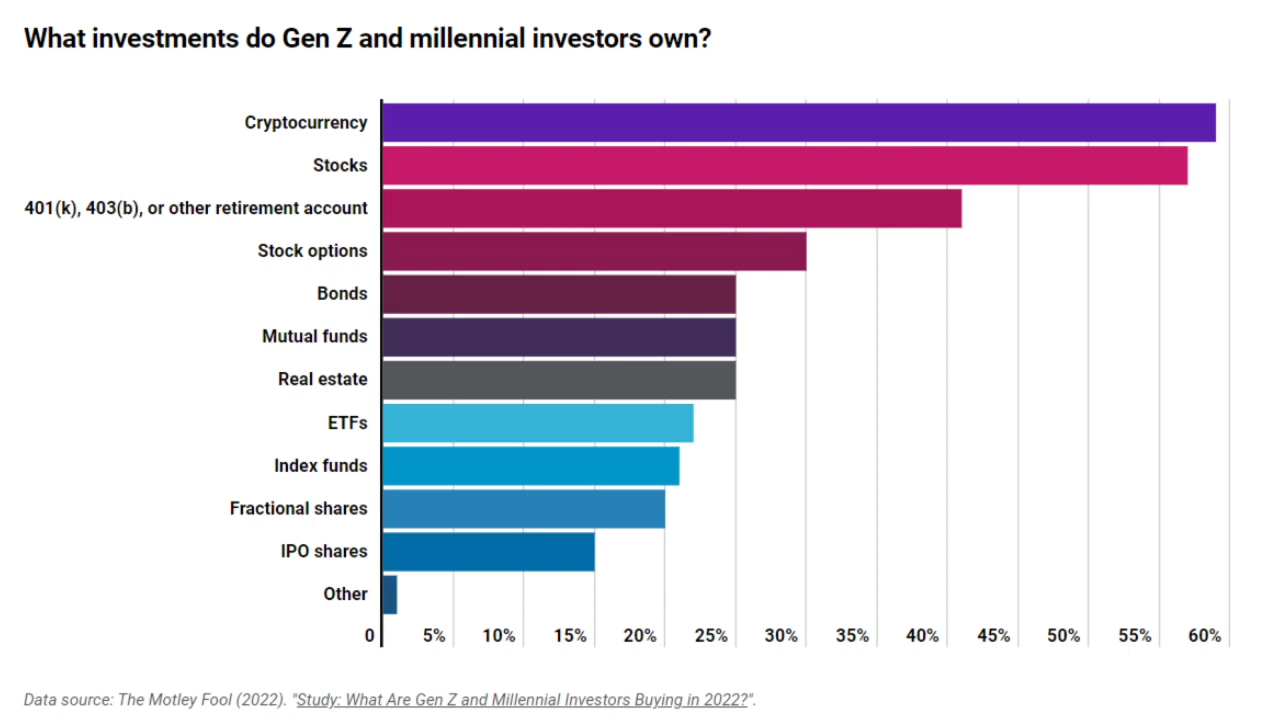 What investments do Gen Z and millennial investors own?
Cryptocurrency
Stocks
401(k), 403(b), or other retirement account
Stock options
Bonds
Mutual funds
Real estate
ETFs
Index funds
Fractional shares
IPO shares
Other
0 5% 10% 15% 20% 25% 30% 35% 40% 45% 50% 55% 60%
Data source: The Motley Fool (2022). "Study: What Are Gen Z and Millennial Investors Buying in 2022?".